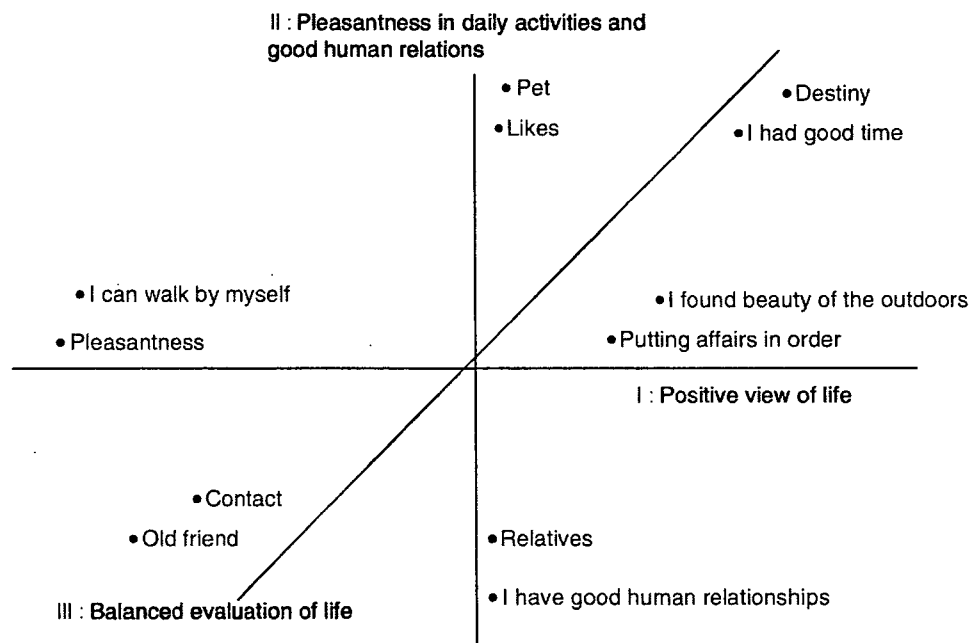 II : Pleasantness in daily activities and
good human relations
Pet
Destiny
Likes
I had good time
I can walk by myself
I found beauty of the outdoors
Pleasantness
Putting affairs in order
I : Positive view of life
Contact
Old friend
Relatives
III : Balanced evaluation of life
I have good human relationships